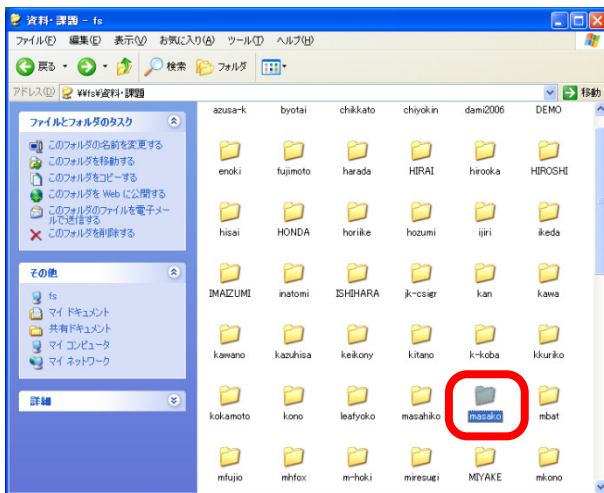 資料・課題 - fs
ファイル(F) 編集(E) 表示(V) お気に入り(A) ツール(T) ヘルプ(H)
戻る 検索 フォルダ
アドレス(D) ¥¥fs¥資料・課題 移動
ファイルとフォルダのタスク
このフォルダの名前を変更する
このフォルダを移動する
このフォルダをコピーする
このフォルダを Web に公開する
このフォルダのファイルを電子メールで送信する
このフォルダを削除する
その他
fs
マイ ドキュメント
共有ドキュメント
マイ コンピュータ
マイ ネットワーク
詳細
azusa-k byotai chikkato chiyokin dami2006 DEMO
enoki fujimoto harada HIRAI hirooka HIROSHI
hisai HONDA horiike hozumi ijiri ikeda
IMAIZUMI inatomi ISHIHARA jk-csigr kan kawa
kawano kazuhisa keikony kitano k-koba kkuriko
kokamoto kono leafyoko masahiko masako mbat
mfujio mhfox m-hoki miresugi MIYAKE mkono